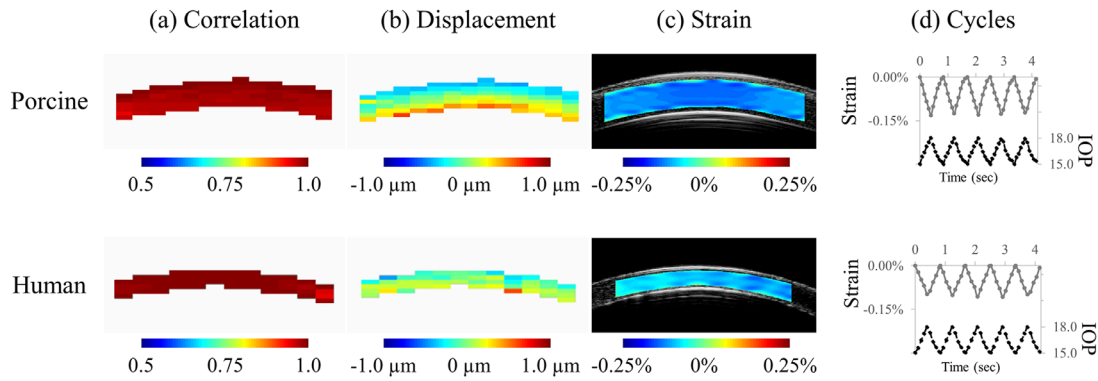 (a) Correlation (b) Displacement (c) Strain (d) Cycles
Porcine
0.5 0.75 1.0
-1.0 µm 0 µm 1.0 µm
-0.25% 0% 0.25%
0 1 2 3 4
0.00%
-0.15%
Strain
18.0
15.0
IOP
Time (sec)
Human
0.5 0.75 1.0
-1.0 µm 0 µm 1.0 µm
-0.25% 0% 0.25%
0 1 2 3 4
0.00%
-0.15%
Strain
18.0
15.0
IOP
Time (sec)